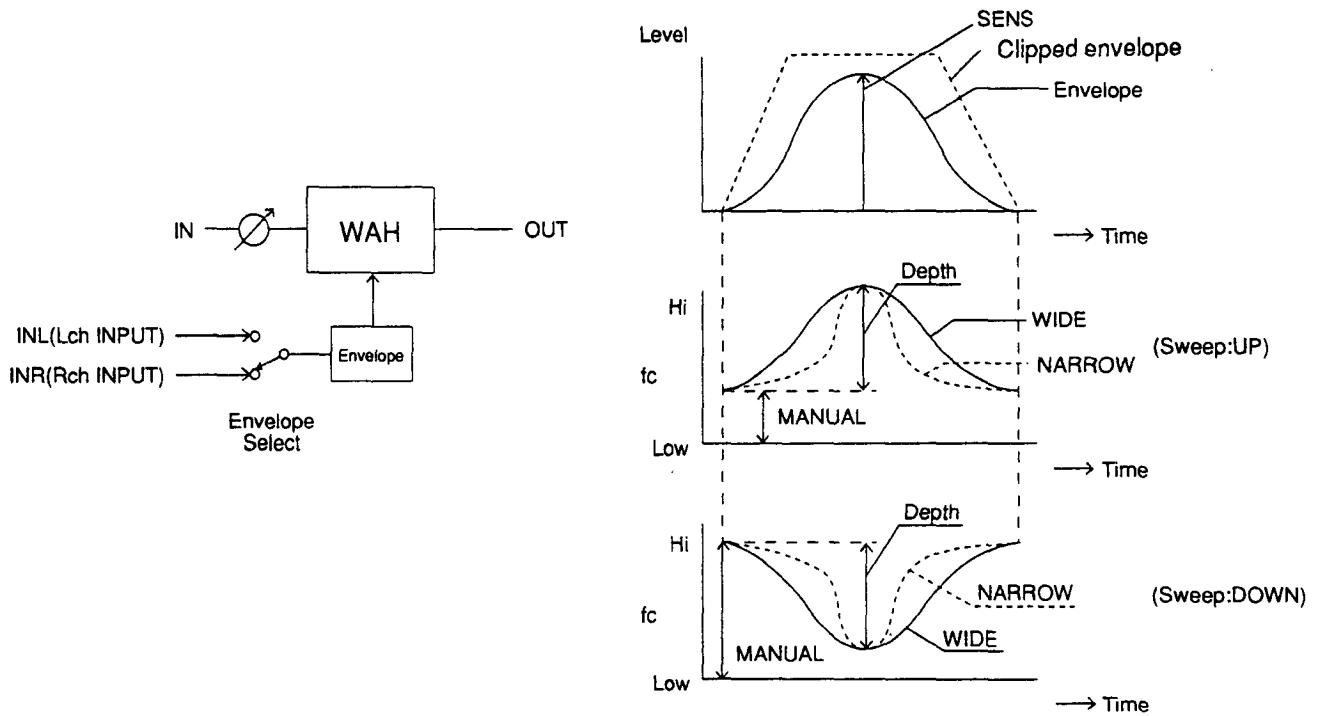 IN
WAH
OUT
INL(Lch INPUT)
INR(Rch INPUT)
Envelope
Envelope
Select
Level
SENS
Clipped envelope
Envelope
Time
Hi
Depth
WIDE
(Sweep:UP)
NARROW
fc
MANUAL
Low
Time
Hi
Depth
NARROW
(Sweep:DOWN)
fc
WIDE
MANUAL
Low
Time